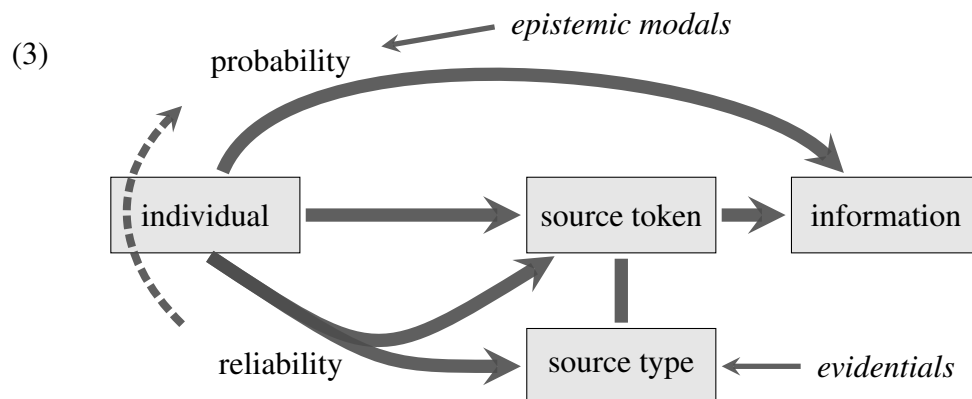 (3)
epistemic modals
probability
individual
source token
information
reliability
source type
evidentials